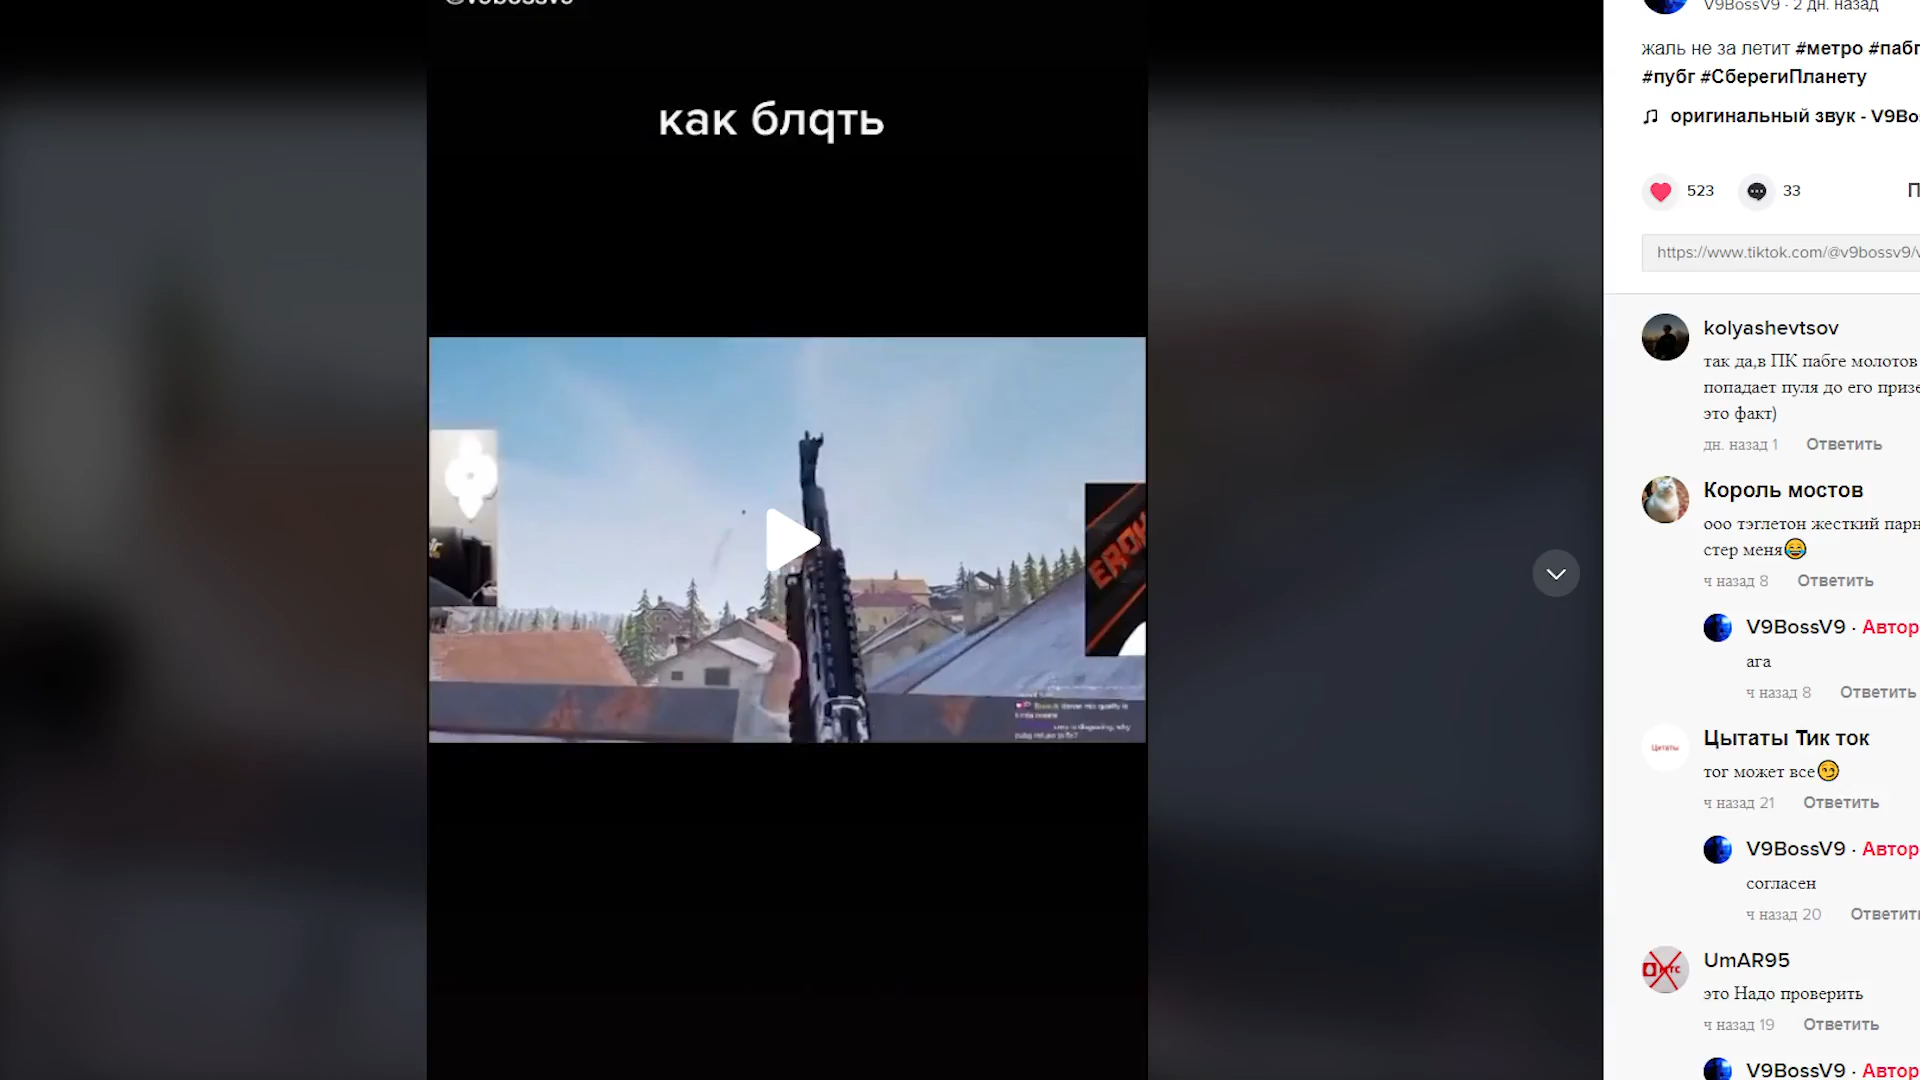 как блqть
V9BossV9 · 2 дн. назад
жаль не за летит #метро #пабг
#пубг #СберегиПланету
оригинальный звук - V9Bo
523
33
https://www.tiktok.com/@v9bossv9/v
kolyashevtsov
так да,в ПК пабге молотов
попадает пуля до его призе
это факт)
дн. назад 1 Ответить
Король мостов
ооо тэглетон жесткий парн
стер меня😂
ч назад 8 Ответить
V9BossV9 · Автор
ага
ч назад 8 Ответить
Цытаты Тик ток
тог может все😏
ч назад 21 Ответить
V9BossV9 · Автор
согласен
ч назад 20 Ответить
UmAR95
это Надо проверить
ч назад 19 Ответить
V9BossV9 · Автор